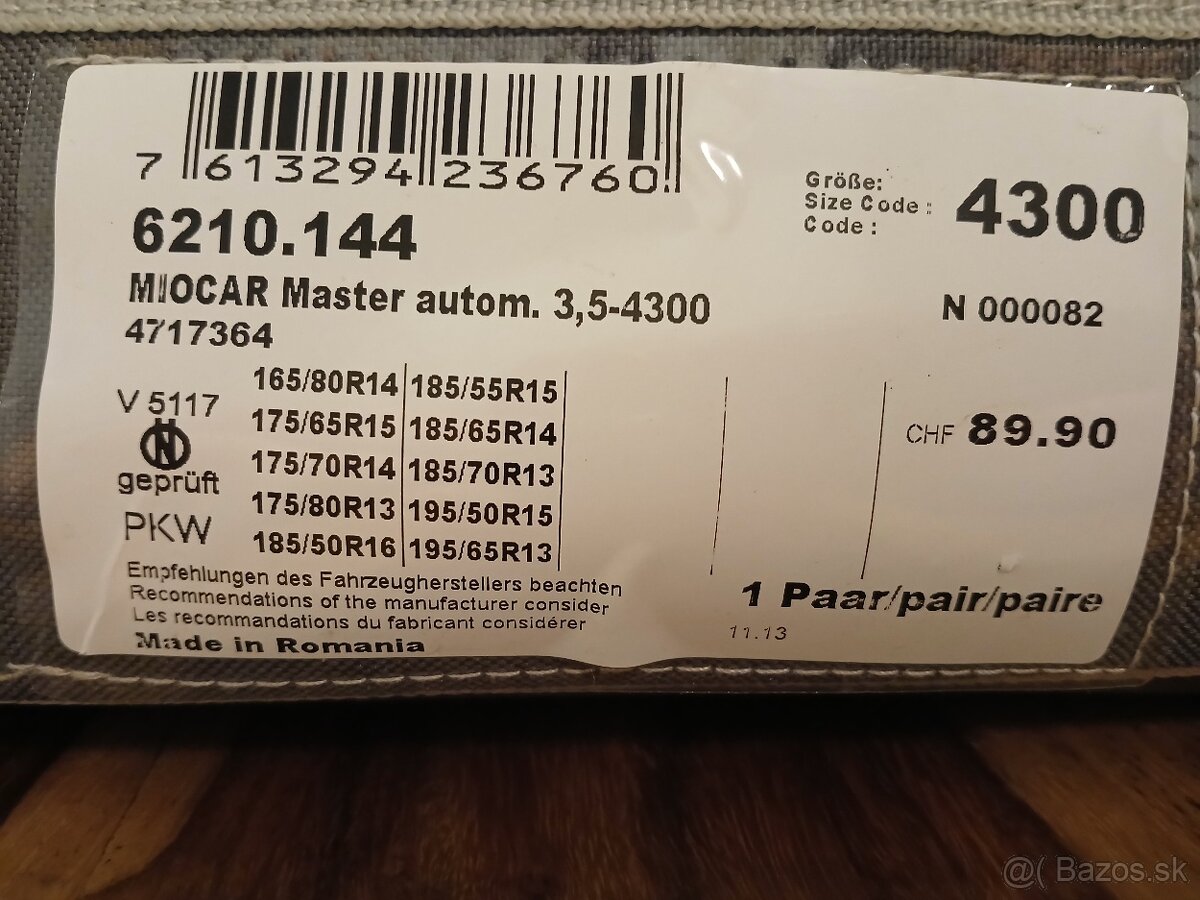 7 613294 236760
6210.144
MIOCAR Master autom. 3,5-4300
4717364
Größe:
Size Code :
Code :
4300
N 000082
V 5117
N
geprüft
PKW
165/80R14 185/55R15
175/65R15 185/65R14
175/70R14 185/70R13
175/80R13 195/50R15
185/50R16 195/65R13
CHF 89.90
Empfehlungen des Fahrzeugherstellers beachten
Recommendations of the manufacturer consider
Les recommandations du fabricant considérer
Made in Romania
1 Paar/pair/paire
11.13
@( Bazos.sk